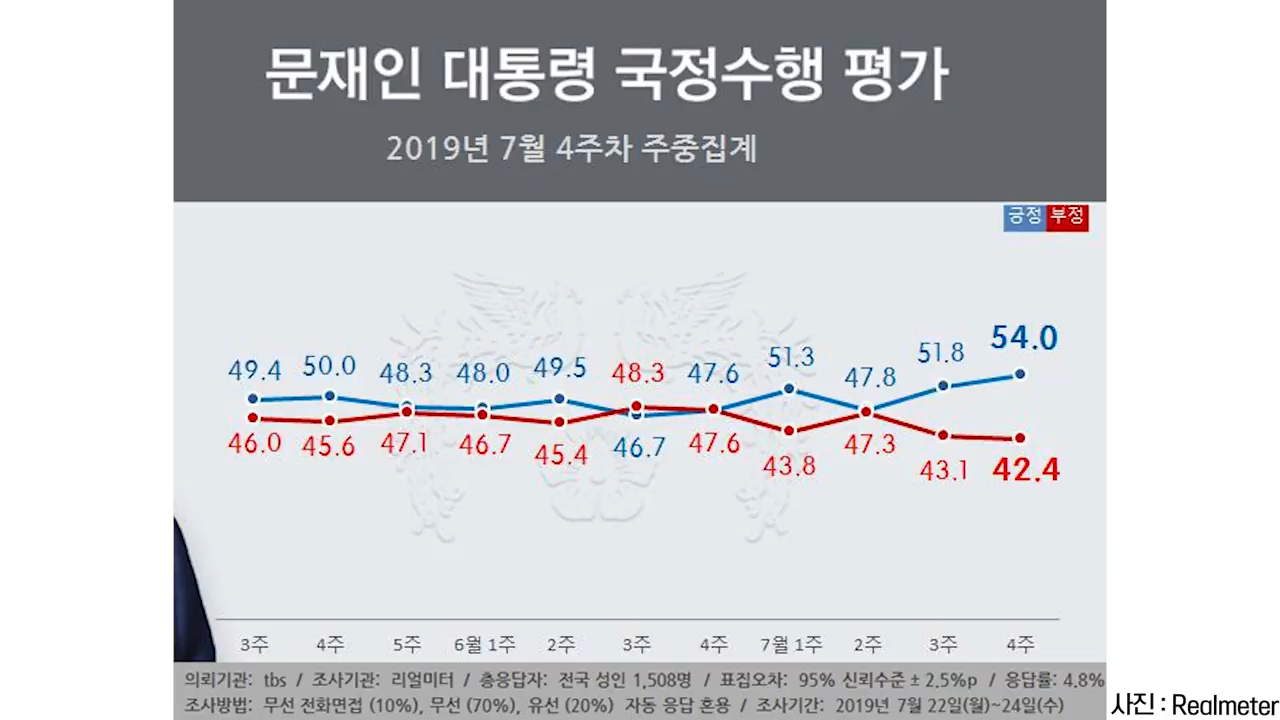 문재인 대통령 국정수행 평가
2019년 7월 4주차 주중집계
긍정 부정
49.4 50.0 48.3 48.0 49.5 48.3 47.6 51.3 47.8 51.8 54.0
46.0 45.6 47.1 46.7 45.4 46.7 47.6 43.8 47.3 43.1 42.4
3주 4주 5주 6월 1주 2주 3주 4주 7월 1주 2주 3주 4주
의뢰기관: tbs / 조사기관: 리얼미터 / 총응답자: 전국 성인 1,508명 / 표집오차: 95% 신뢰수준 ± 2.5%p / 응답률: 4.8%
조사방법: 무선 전화면접 (10%), 무선 (70%), 유선 (20%) 자동 응답 혼용 / 조사기간: 2019년 7월 22일(월)~24일(수)
사진 : Realmeter